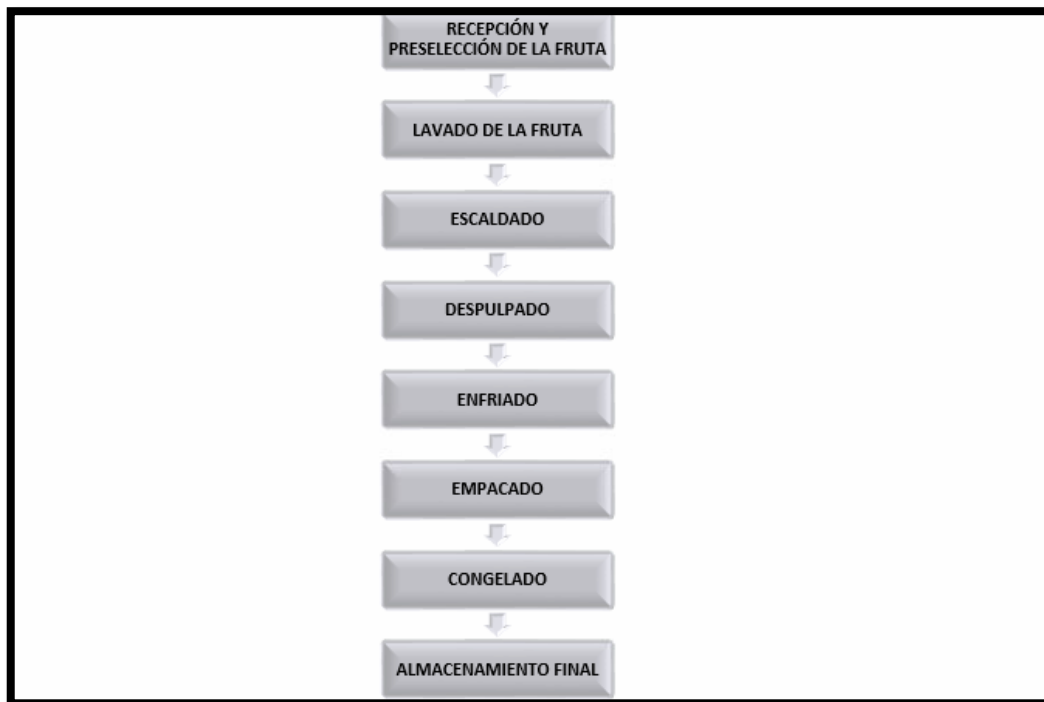 RECEPCIÓN Y
PRESELECCIÓN DE LA FRUTA
LAVADO DE LA FRUTA
ESCALDADO
DESPULPADO
ENFRIADO
EMPACADO
CONGELADO
ALMACENAMIENTO FINAL